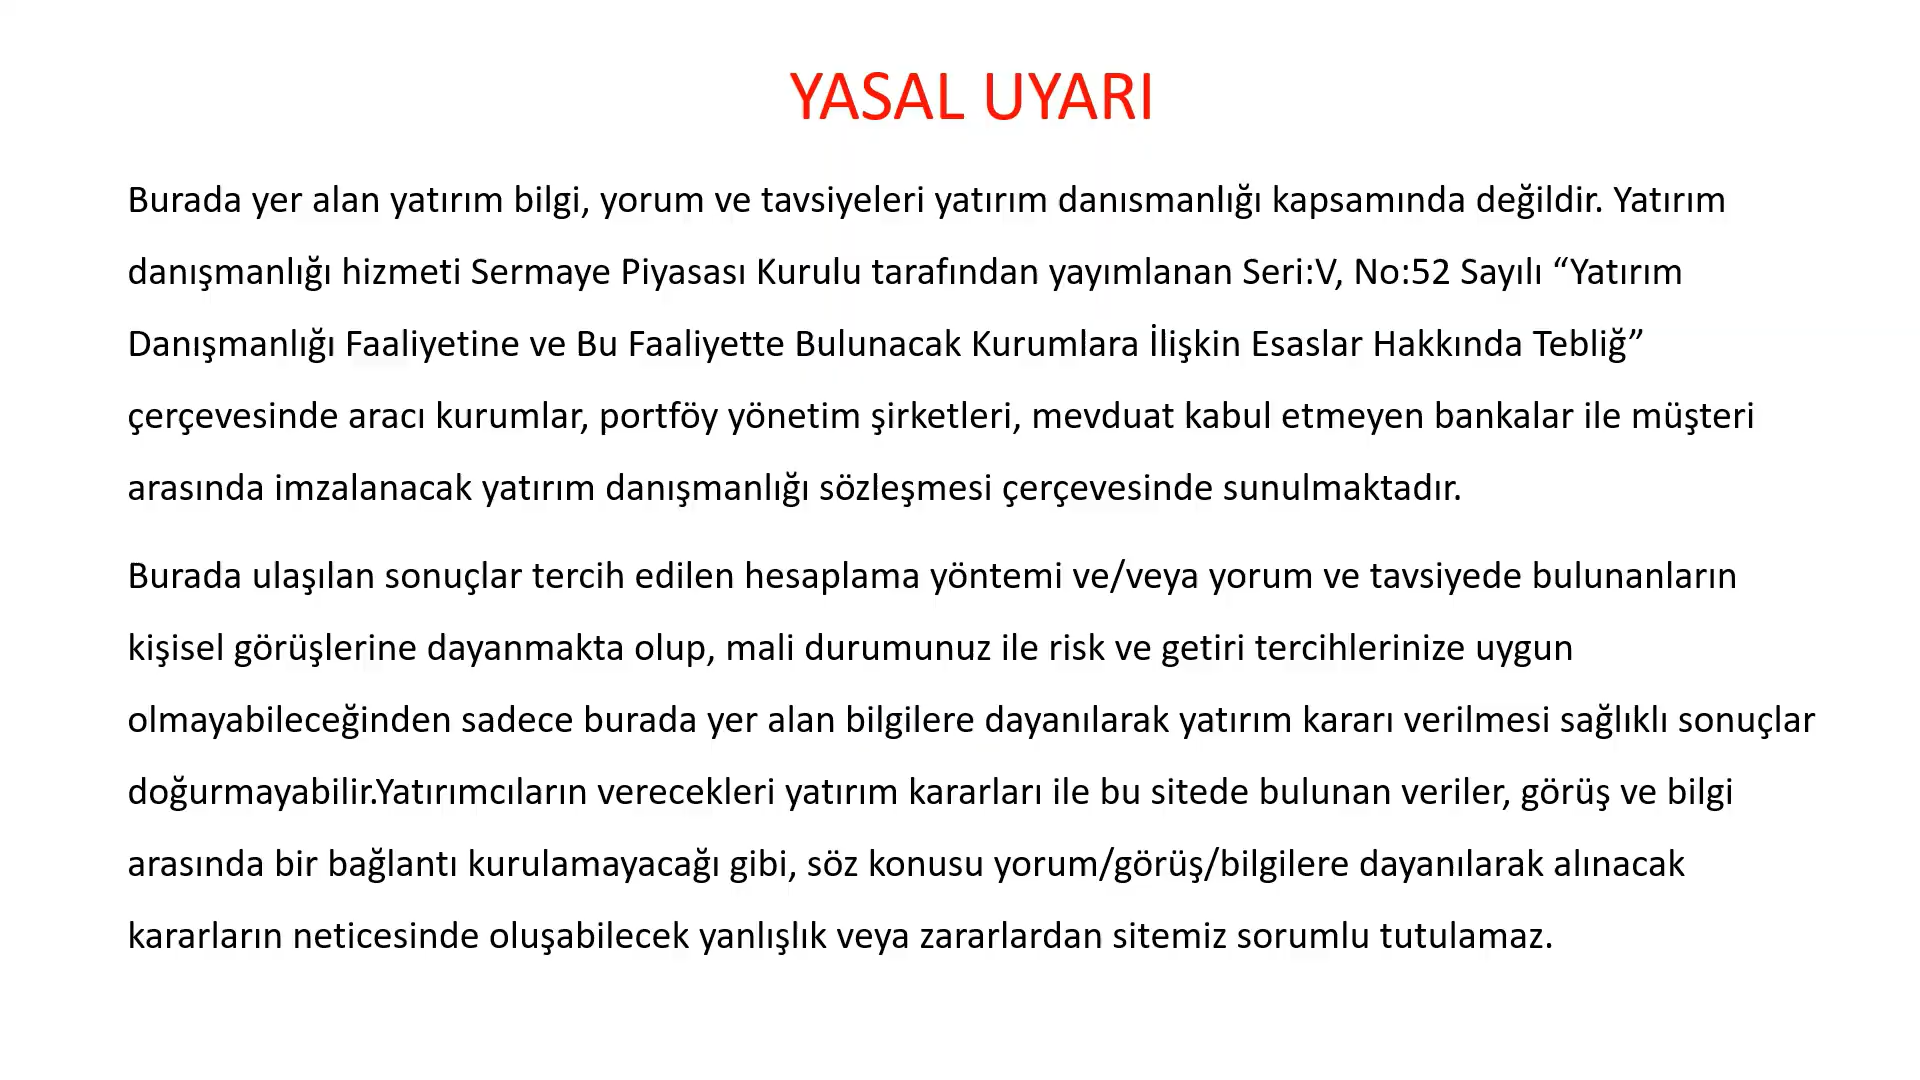 YASAL UYARI
Burada yer alan yatırım bilgi, yorum ve tavsiyeleri yatırım danısmanlığı kapsamında değildir. Yatırım
danışmanlığı hizmeti Sermaye Piyasası Kurulu tarafından yayımlanan Seri:V, No:52 Sayılı “Yatırım
Danışmanlığı Faaliyetine ve Bu Faaliyette Bulunacak Kurumlara İlişkin Esaslar Hakkında Tebliğ”
çerçevesinde aracı kurumlar, portföy yönetim şirketleri, mevduat kabul etmeyen bankalar ile müşteri
arasında imzalanacak yatırım danışmanlığı sözleşmesi çerçevesinde sunulmaktadır.
Burada ulaşılan sonuçlar tercih edilen hesaplama yöntemi ve/veya yorum ve tavsiyede bulunanların
kişisel görüşlerine dayanmakta olup, mali durumunuz ile risk ve getiri tercihlerinize uygun
olmayabileceğinden sadece burada yer alan bilgilere dayanılarak yatırım kararı verilmesi sağlıklı sonuçlar
doğurmayabilir.Yatırımcıların verecekleri yatırım kararları ile bu sitede bulunan veriler, görüş ve bilgi
arasında bir bağlantı kurulamayacağı gibi, söz konusu yorum/görüş/bilgilere dayanılarak alınacak
kararların neticesinde oluşabilecek yanlışlık veya zararlardan sitemiz sorumlu tutulamaz.